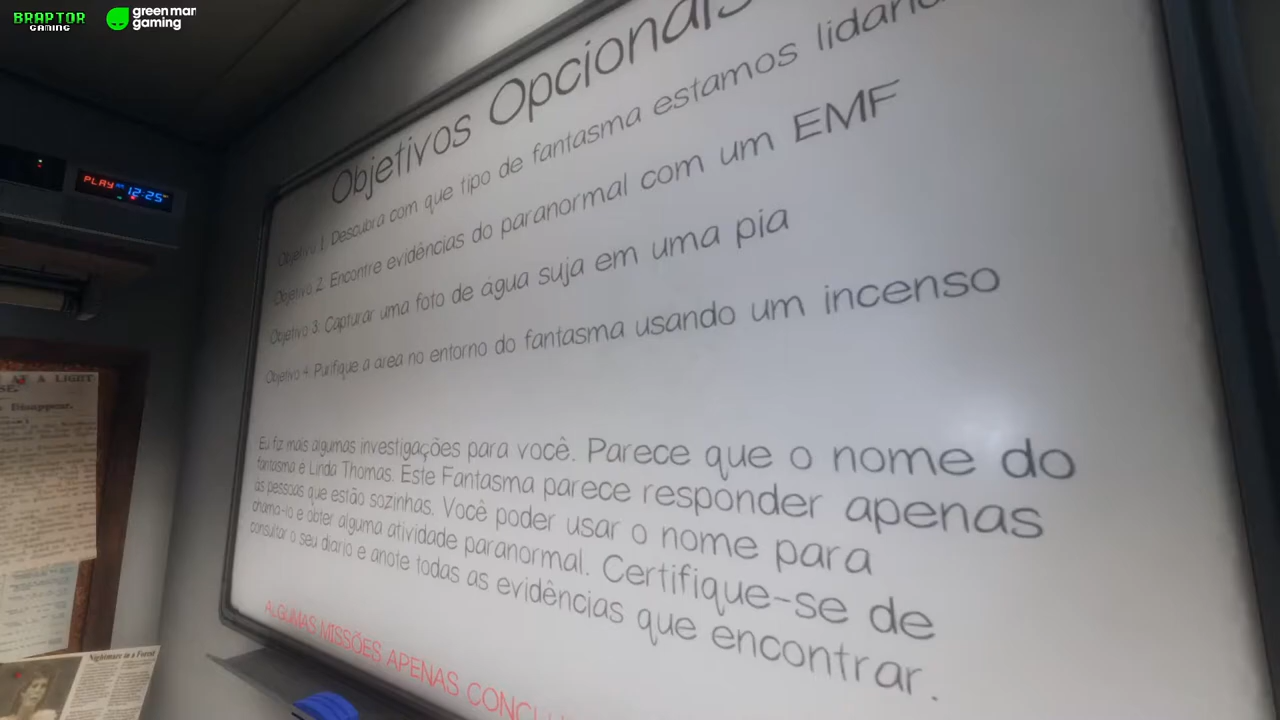 BRAPTOR
GAMING
green man
gaming
PLAY 12:25
Objetivos Opcionais
Objetivo 1: Descubra com que tipo de fantasma estamos
Objetivo 2: Encontre evidências do paranormal com um EMF
Objetivo 3: Capturar uma foto de água suja em uma pia
Objetivo 4: Purifique a area no entorno do fantasma usando um incenso
Eu fiz mais algumas investigações para você. Parece que o nome do
fantasma é Linda Thomas. Este Fantasma parece responder apenas
às pessoas que estão sozinhas. Você poder usar o nome para
chama-lo e obter alguma atividade paranormal. Certifique-se de
consultar o seu diario e anote todas as evidências que encontrar.
ALGUMAS MISSÕES APENAS
AT A LIGHT
Disappear.
Nightmare in a Forest